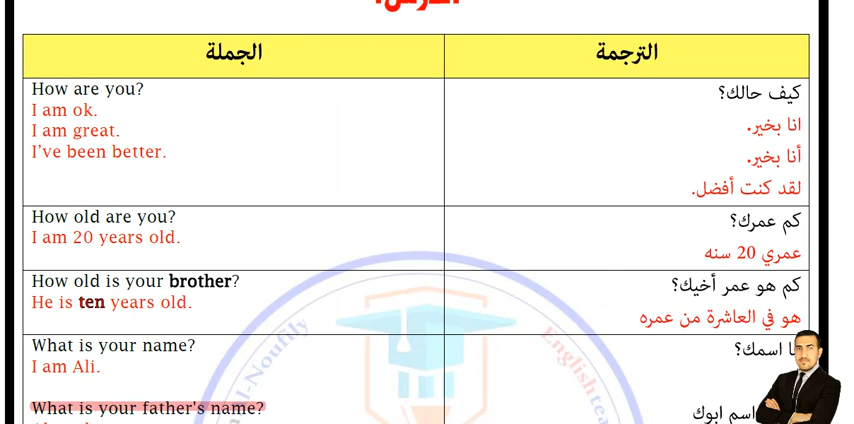 الجملة
الترجمة
How are you?
I am ok.
I am great.
I've been better.
كيف حالك؟
انا بخير.
أنا بخير.
لقد كنت أفضل.
How old are you?
I am 20 years old.
كم عمرك؟
عمري 20 سنه
How old is your brother?
He is ten years old.
كم هو عمر أخيك؟
هو في العاشرة من عمره
What is your name?
I am Ali.
اسمك؟
What is your father's name?
اسم ابوك